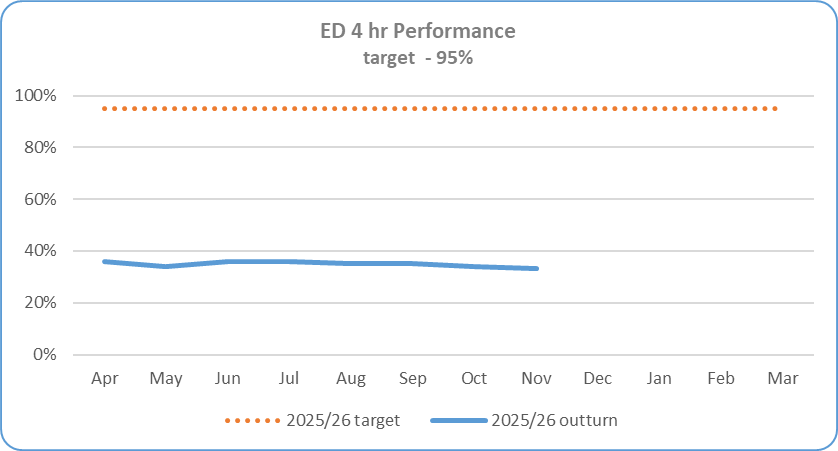 ED 4 hr Performance
target - 95%
100%
80%
60%
40%
20%
0%
Apr May Jun Jul Aug Sep Oct Nov Dec Jan Feb Mar
2025/26 target 2025/26 outturn